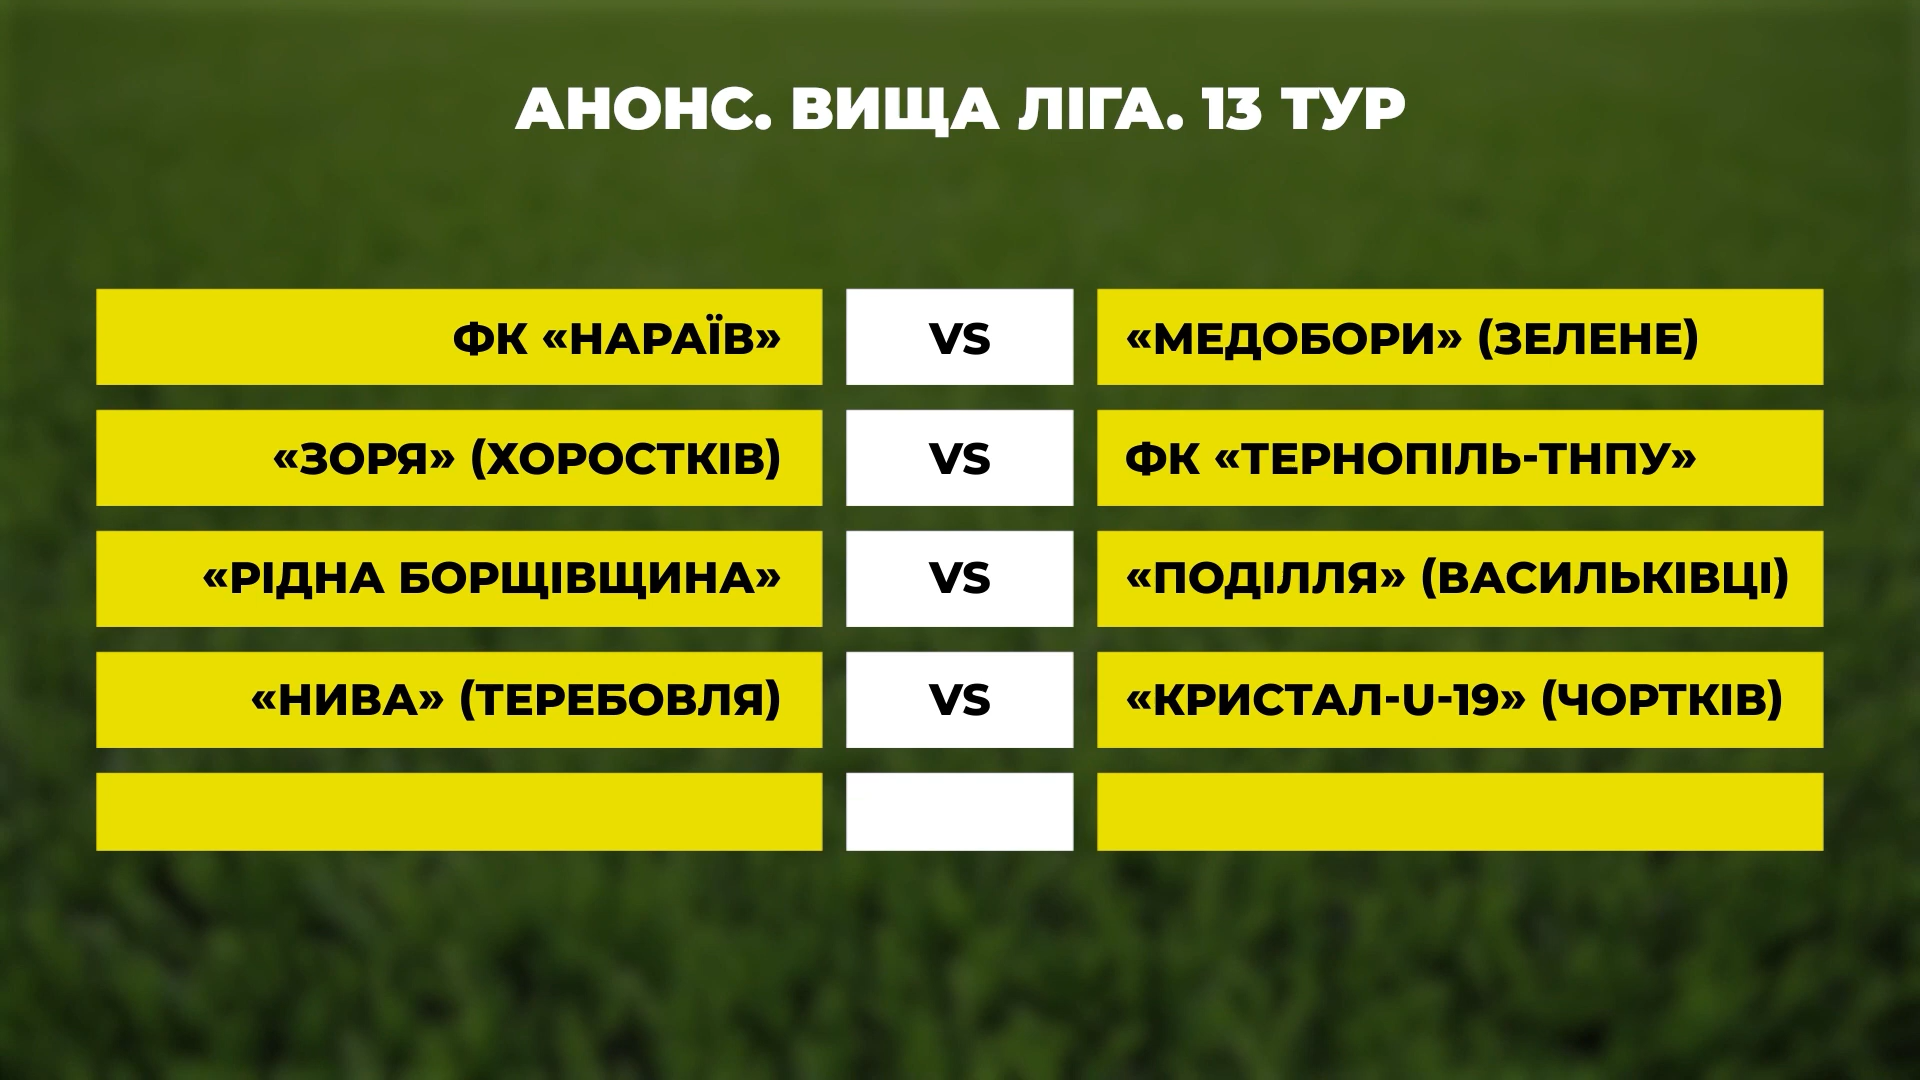 АНОНС. ВИЩА ЛІГА. 13 ТУР
ФК «НАРАЇВ» VS «МЕДОБОРИ» (ЗЕЛЕНЕ)
«ЗОРЯ» (ХОРОСТКІВ) VS ФК «ТЕРНОПІЛЬ-ТНПУ»
«РІДНА БОРЩІВЩИНА» VS «ПОДІЛЛЯ» (ВАСИЛЬКІВЦІ)
«НИВА» (ТЕРЕБОВЛЯ) VS «КРИСТАЛ-U-19» (ЧОРТКІВ)